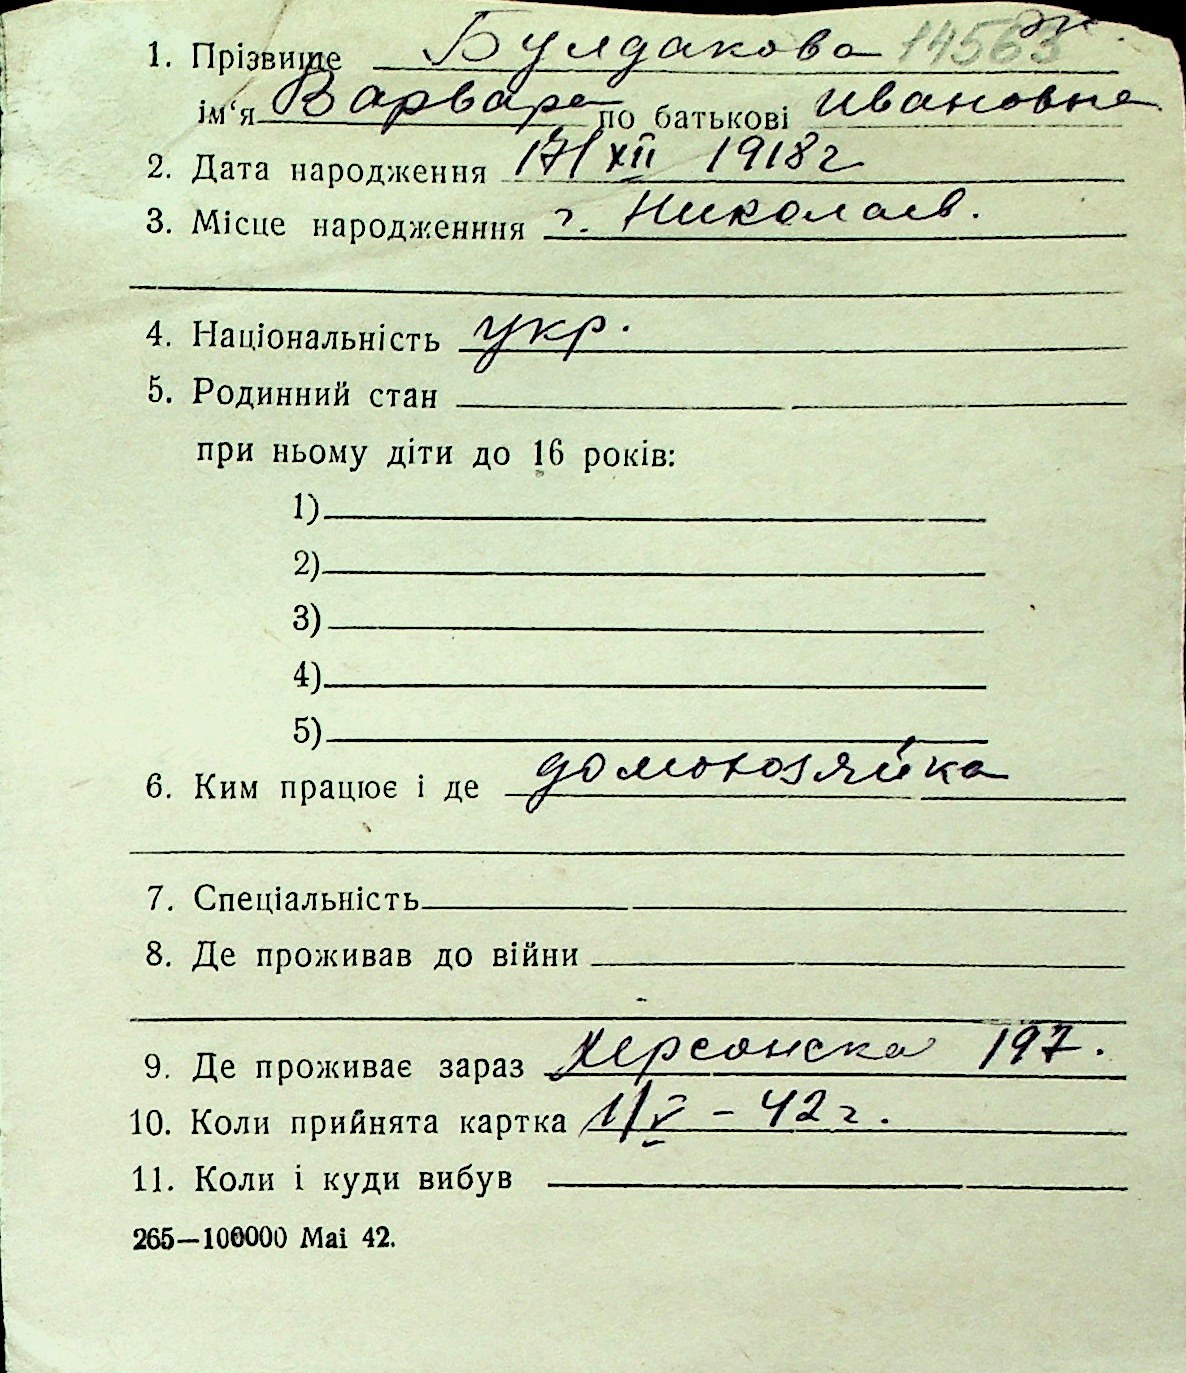 1. Прізвище Булдакова 14563 ж.
ім‘я Варвара по батькові Ивановна
2. Дата народження 17/XII 1918 г
3. Місце народженння г. Николаев.
4. Національність укр.
5. Родинний стан
при ньому діти до 16 років:
1)
2)
3)
4)
5)
6. Ким працює і де домохозяйка
7. Спеціальність
8. Де проживав до війни
9. Де проживає зараз Херсонска 197.
10. Коли прийнята картка 1/V – 42 г.
11. Коли і куди вибув
265—100000 Mai 42.